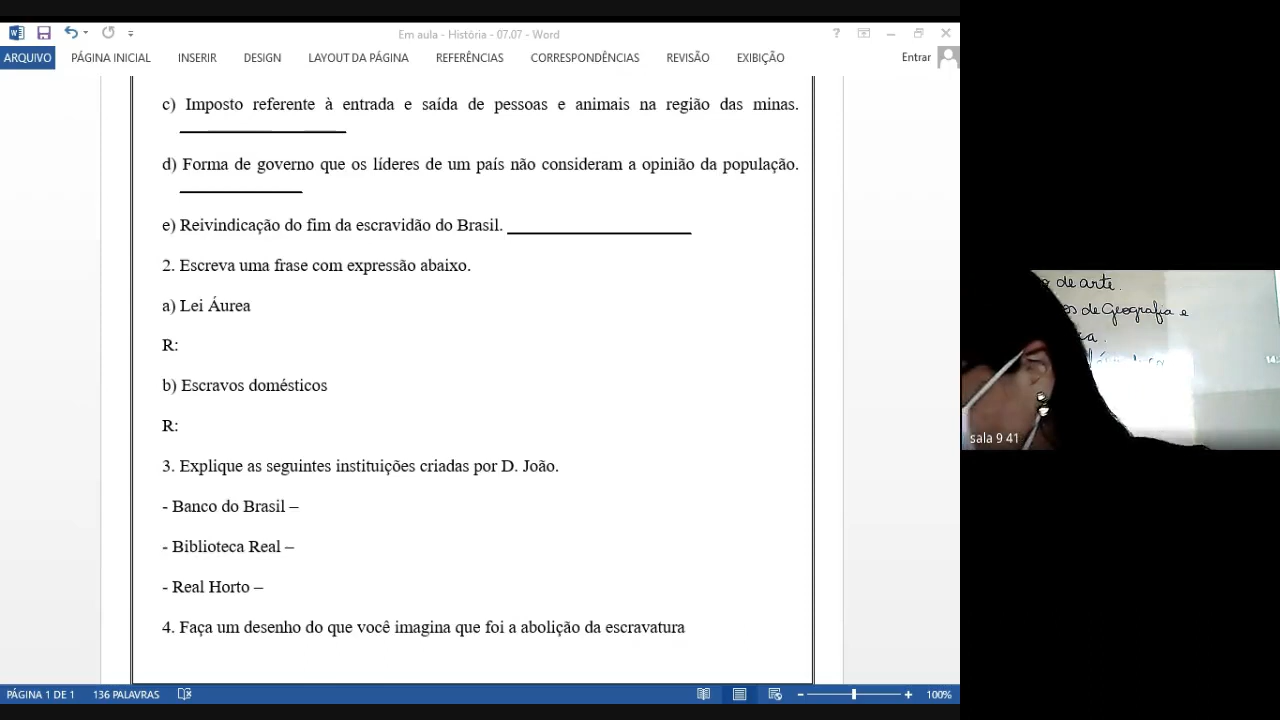 Em aula - História - 07.07 - Word
ARQUIVO PÁGINA INICIAL INSERIR DESIGN LAYOUT DA PÁGINA REFERÊNCIAS CORRESPONDÊNCIAS REVISÃO EXIBIÇÃO Entrar
c) Imposto referente à entrada e saída de pessoas e animais na região das minas.
d) Forma de governo que os líderes de um país não consideram a opinião da população.
e) Reivindicação do fim da escravidão do Brasil.
2. Escreva uma frase com expressão abaixo.
a) Lei Áurea
R:
b) Escravos domésticos
R:
3. Explique as seguintes instituições criadas por D. João.
- Banco do Brasil –
- Biblioteca Real –
- Real Horto –
4. Faça um desenho do que você imagina que foi a abolição da escravatura
PÁGINA 1 DE 1 136 PALAVRAS 100%
de arte.
de Geografia e
sala 9 41